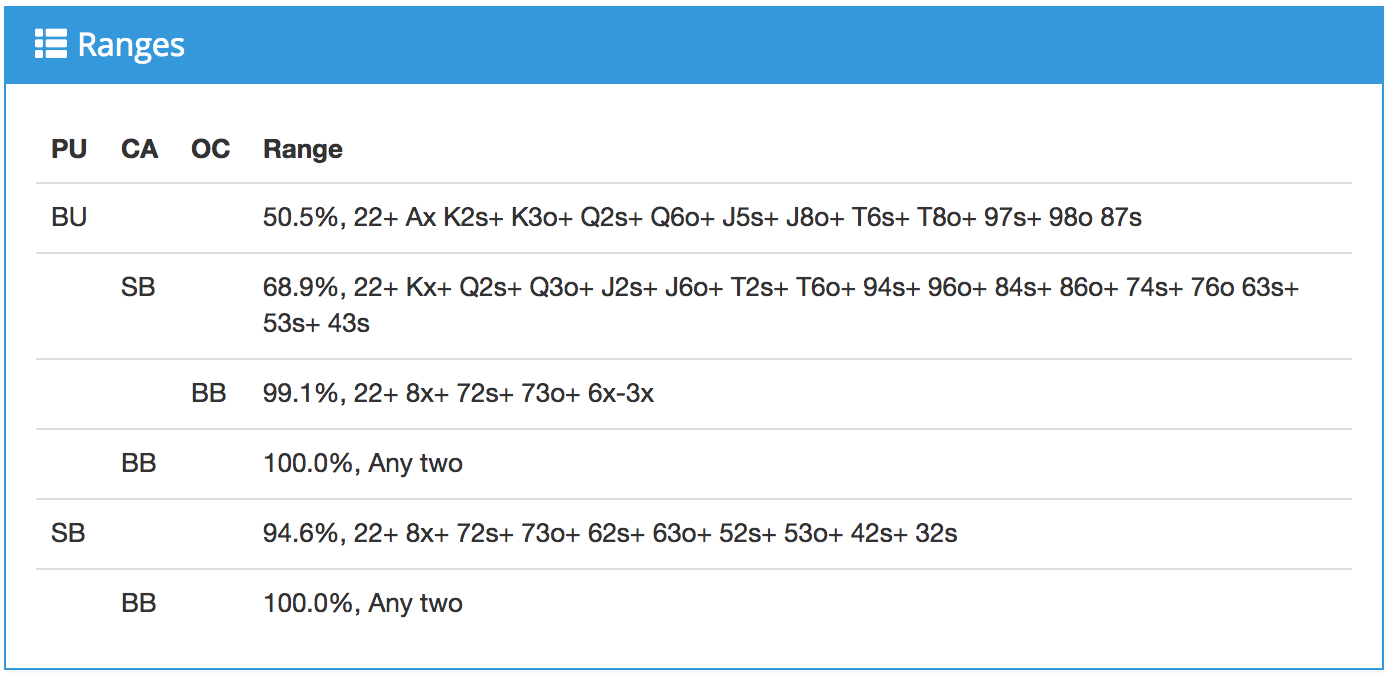 Ranges
PU CA OC Range
BU 50.5%, 22+ Ax K2s+ K3o+ Q2s+ Q6o+ J5s+ J8o+ T6s+ T8o+ 97s+ 98o 87s
SB 68.9%, 22+ Kx+ Q2s+ Q3o+ J2s+ J6o+ T2s+ T6o+ 94s+ 96o+ 84s+ 86o+ 74s+ 76o 63s+
53s+ 43s
BB 99.1%, 22+ 8x+ 72s+ 73o+ 6x-3x
BB 100.0%, Any two
SB 94.6%, 22+ 8x+ 72s+ 73o+ 62s+ 63o+ 52s+ 53o+ 42s+ 32s
BB 100.0%, Any two